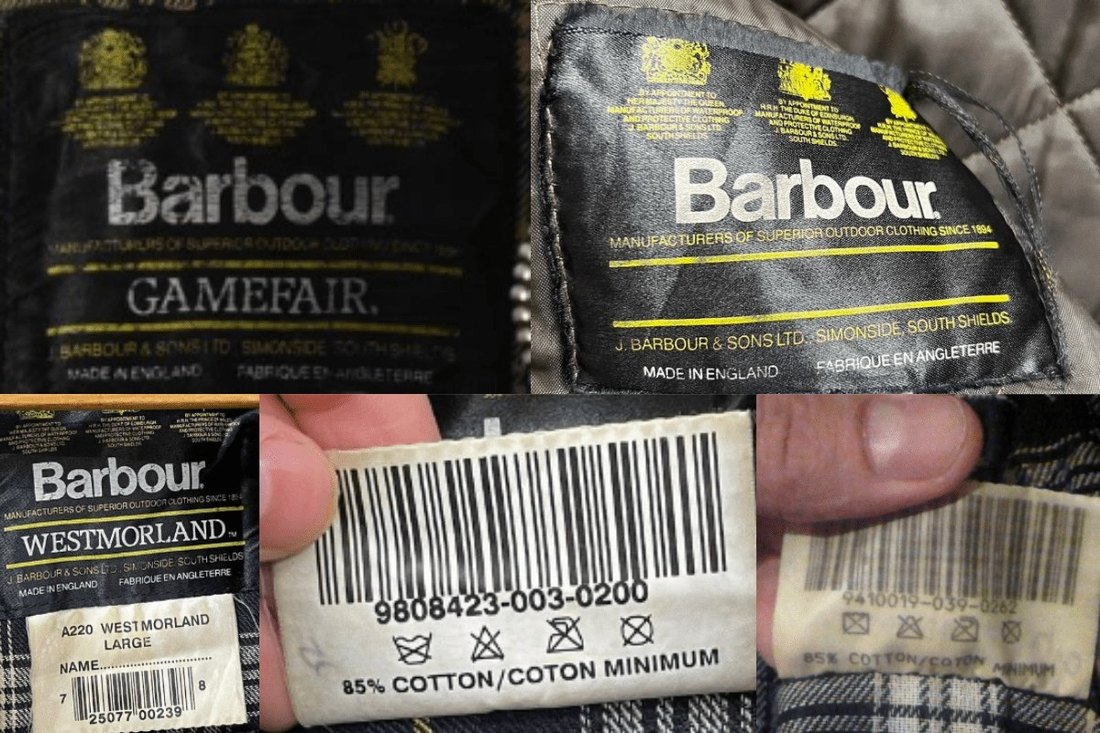 Barbour
MANUFACTURERS OF SUPERIOR OUTDOOR CLOTHING SINCE
GAMEFAIR.
J. BARBOUR & SONS LTD. SIMONSIDE, SOUTH SHIELDS
MADE IN ENGLAND FABRIQUE EN ANGLETERRE
BY APPOINTMENT TO
HER MAJESTY THE QUEEN
MANUFACTURERS OF WATERPROOF
AND PROTECTIVE CLOTHING
J. BARBOUR & SONS LTD
SOUTH SHIELDS
BY APPOINTMENT TO
H.R.H. THE DUKE OF EDINBURGH
MANUFACTURERS OF WATERPROOF
AND PROTECTIVE CLOTHING
J. BARBOUR & SONS LTD
SOUTH SHIELDS
Barbour.
MANUFACTURERS OF SUPERIOR OUTDOOR CLOTHING SINCE 1894
J. BARBOUR & SONS LTD. SIMONSIDE, SOUTH SHIELDS.
MADE IN ENGLAND FABRIQUE EN ANGLETERRE
Barbour.
MANUFACTURERS OF SUPERIOR OUTDOOR CLOTHING SINCE
WESTMORLAND TM
J. BARBOUR & SONS LTD. SIMONSIDE, SOUTH SHIELDS
MADE IN ENGLAND FABRIQUE EN ANGLETERRE
A220 WESTMORLAND
LARGE
NAME
7 25077 00239 8
9808423-003-0200
85% COTTON/COTON MINIMUM
9410019-039-0262
85% COTTON/COTON MINIMUM